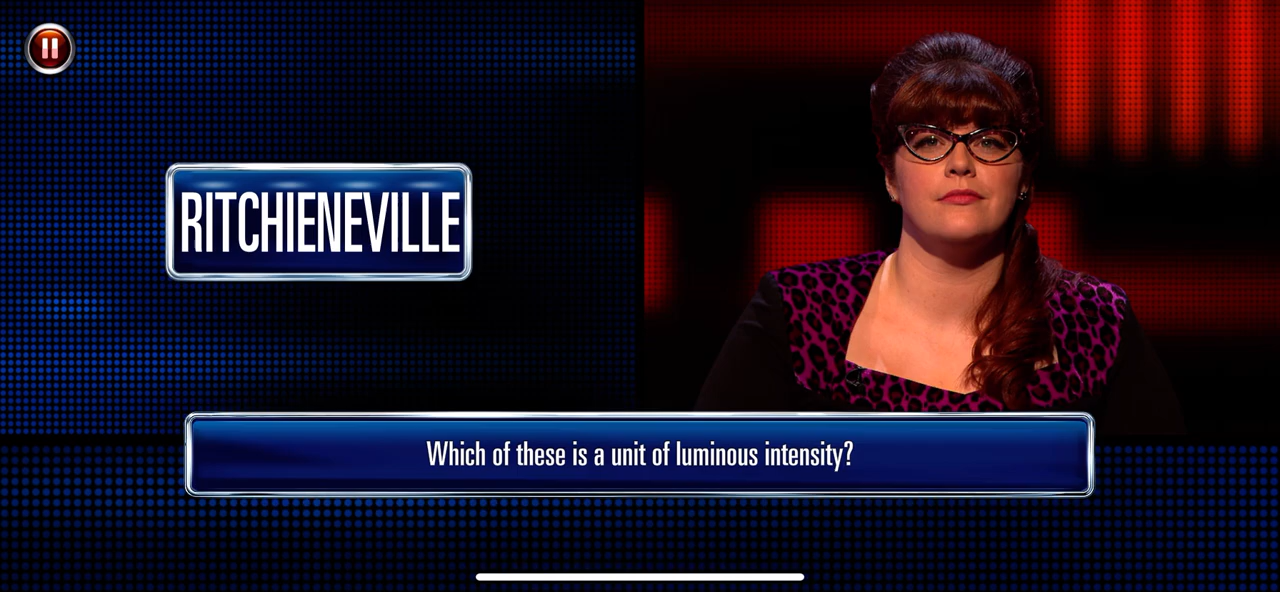 RITCHIENEVILLE
Which of these is a unit of luminous intensity?